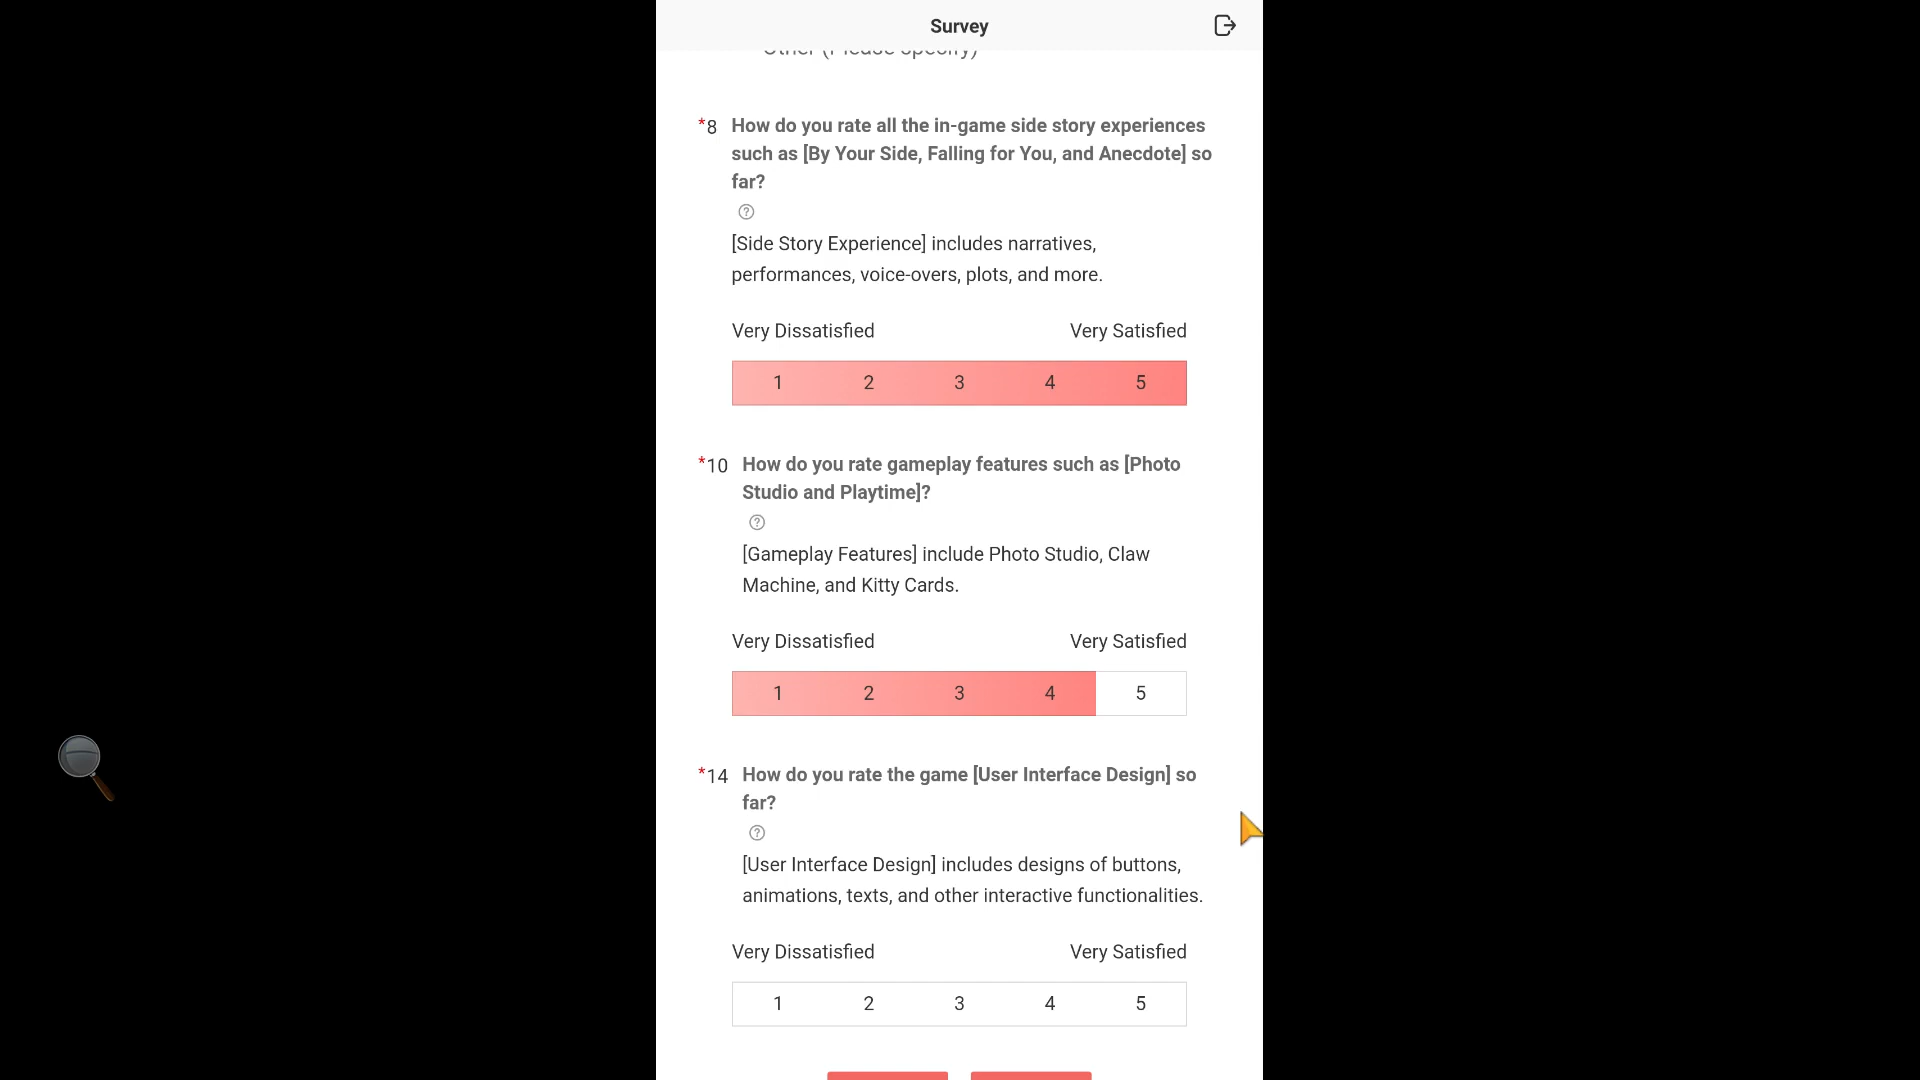 Survey
Other (Please specify)
*8 How do you rate all the in-game side story experiences
such as [By Your Side, Falling for You, and Anecdote] so
far?
?
[Side Story Experience] includes narratives,
performances, voice-overs, plots, and more.
Very Dissatisfied Very Satisfied
1 2 3 4 5
*10 How do you rate gameplay features such as [Photo
Studio and Playtime]?
?
[Gameplay Features] include Photo Studio, Claw
Machine, and Kitty Cards.
Very Dissatisfied Very Satisfied
1 2 3 4 5
*14 How do you rate the game [User Interface Design] so
far?
?
[User Interface Design] includes designs of buttons,
animations, texts, and other interactive functionalities.
Very Dissatisfied Very Satisfied
1 2 3 4 5